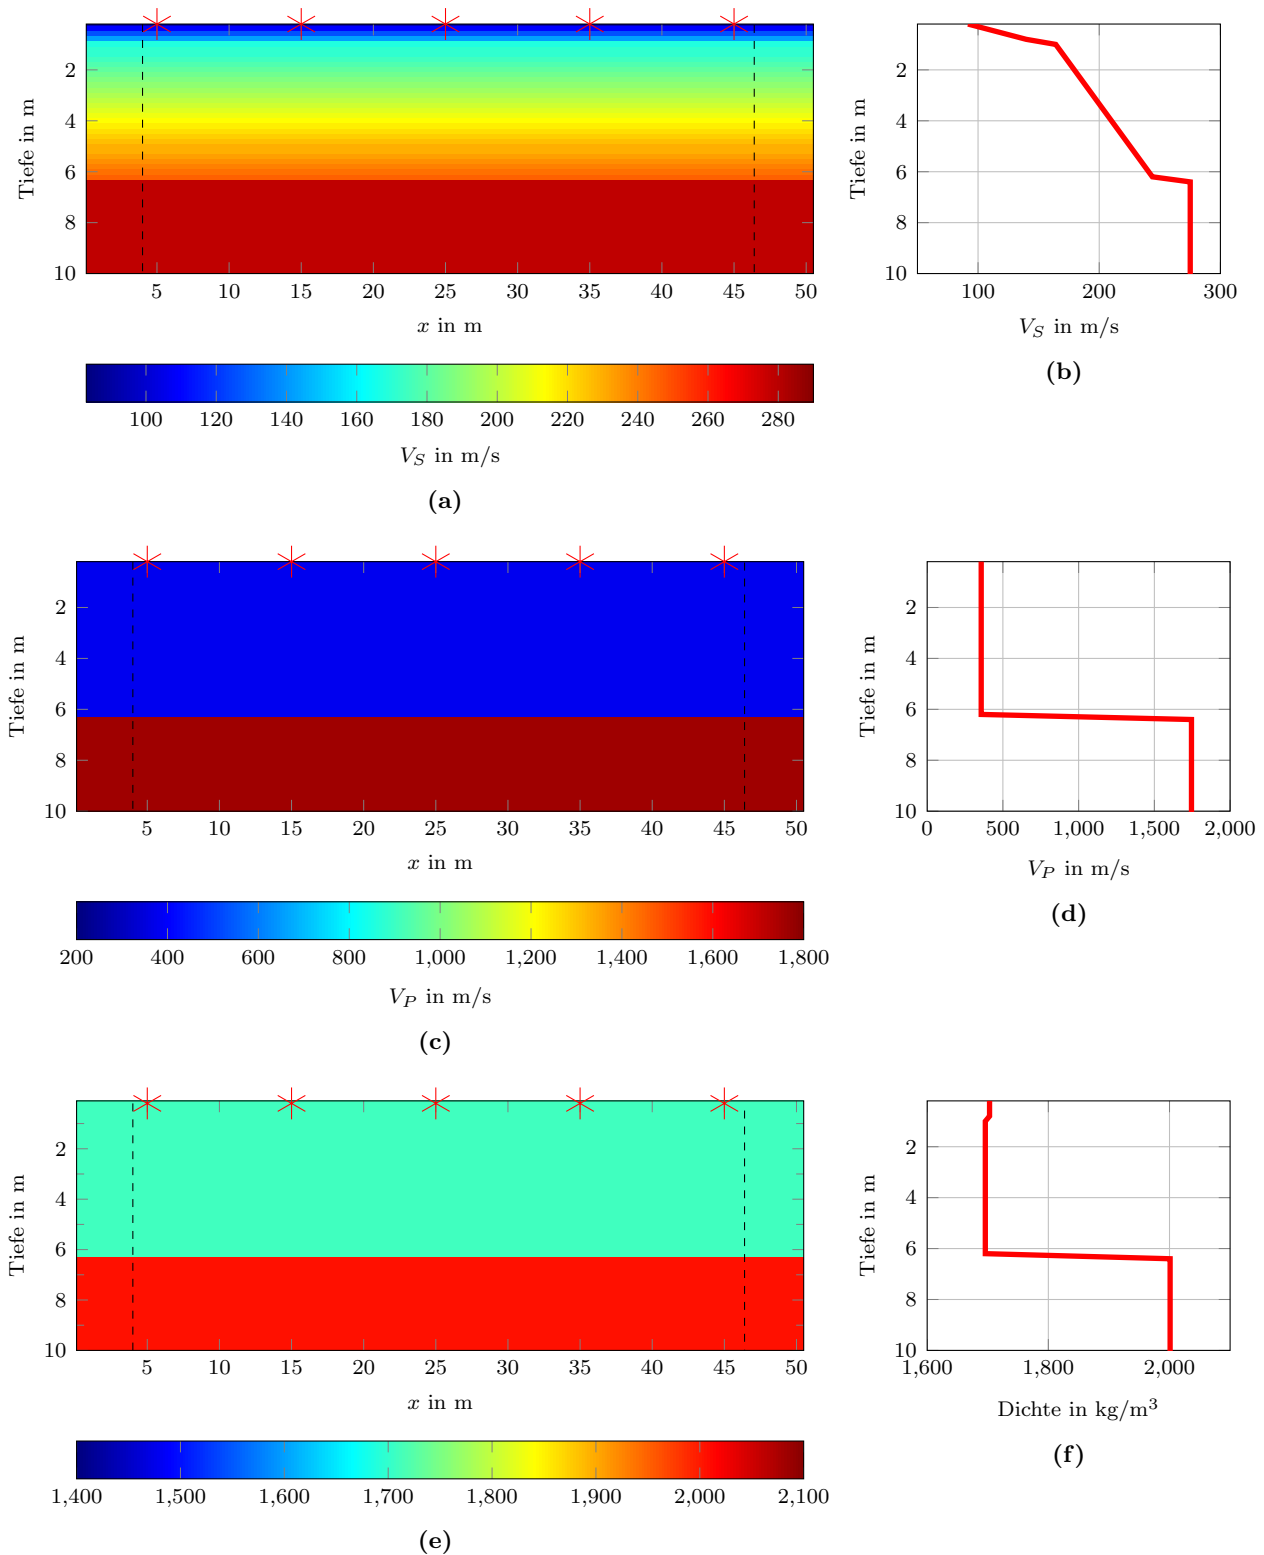 2
4
6
8
10
Tiefe in m
5 10 15 20 25 30 35 40 45 50
x in m
100 120 140 160 180 200 220 240 260 280
V_S in m/s
(a)
2
4
6
8
10
Tiefe in m
100 200 300
V_S in m/s
(b)
2
4
6
8
10
Tiefe in m
5 10 15 20 25 30 35 40 45 50
x in m
200 400 600 800 1,000 1,200 1,400 1,600 1,800
V_P in m/s
(c)
2
4
6
8
10
Tiefe in m
0 500 1,000 1,500 2,000
V_P in m/s
(d)
2
4
6
8
10
Tiefe in m
5 10 15 20 25 30 35 40 45 50
x in m
1,400 1,500 1,600 1,700 1,800 1,900 2,000 2,100
(e)
2
4
6
8
10
Tiefe in m
1,600 1,800 2,000
Dichte in kg/m³
(f)